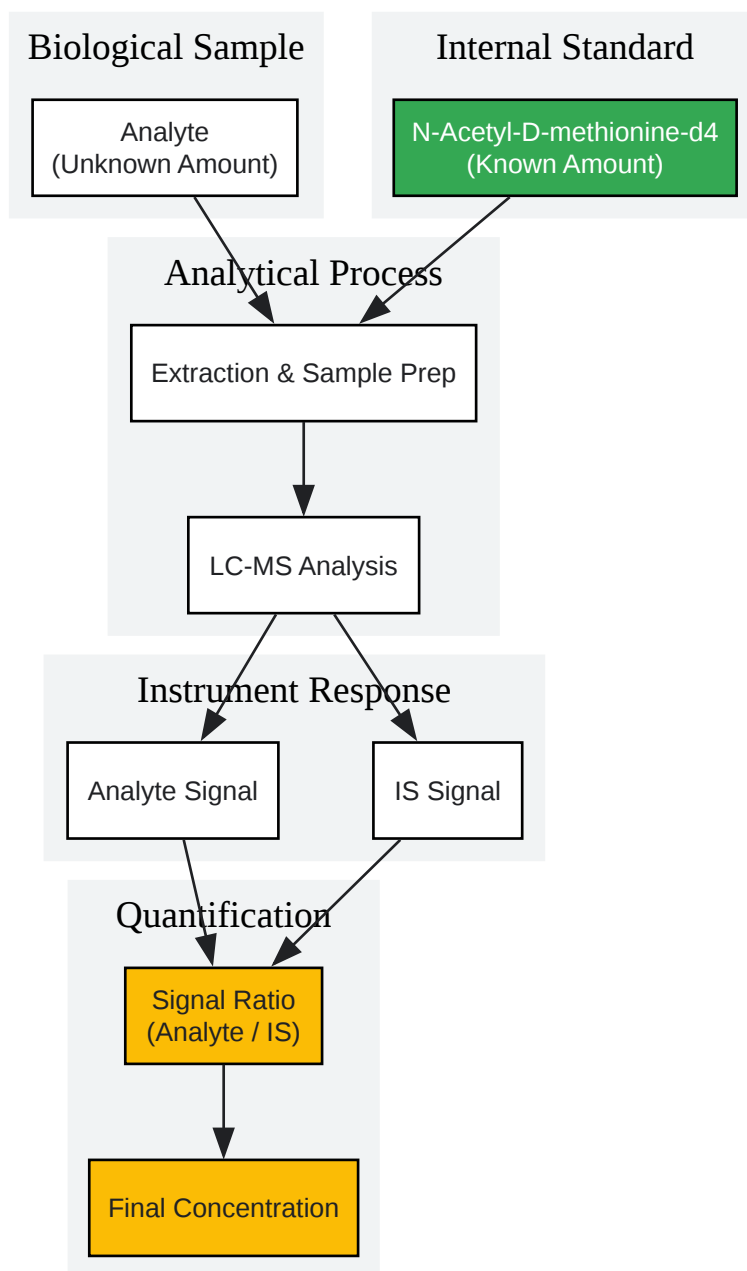 Biological Sample
Internal Standard
Analyte
(Unknown Amount)
N-Acetyl-D-methionine-d4
(Known Amount)
Analytical Process
Extraction & Sample Prep
LC-MS Analysis
Instrument Response
Analyte Signal
IS Signal
Quantification
Signal Ratio
(Analyte / IS)
Final Concentration